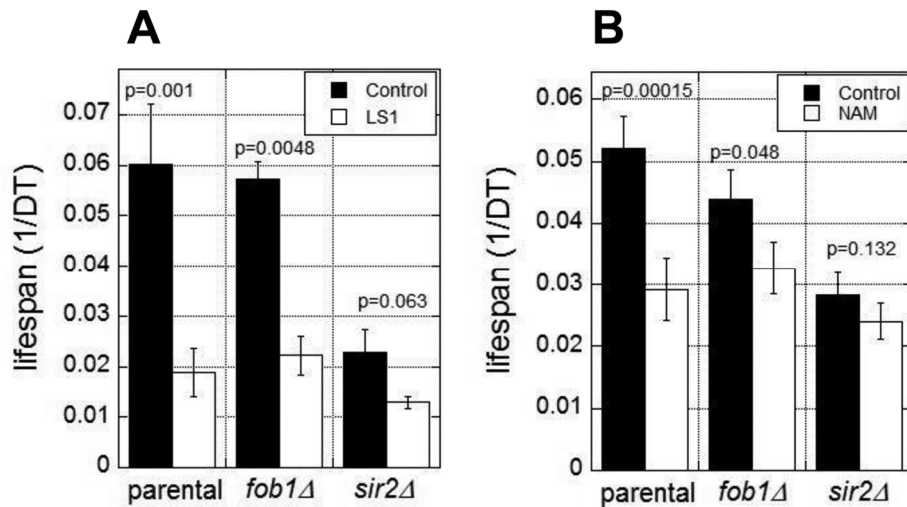 A
p=0.001
Control
LS1
p=0.0048
p=0.063
0.07
0.06
0.05
0.04
0.03
0.02
0.01
0
lifespan (1/DT)
parental
fob1Δ
sir2Δ
B
p=0.00015
Control
NAM
p=0.048
p=0.132
0.06
0.05
0.04
0.03
0.02
0.01
0
lifespan (1/DT)
parental
fob1Δ
sir2Δ